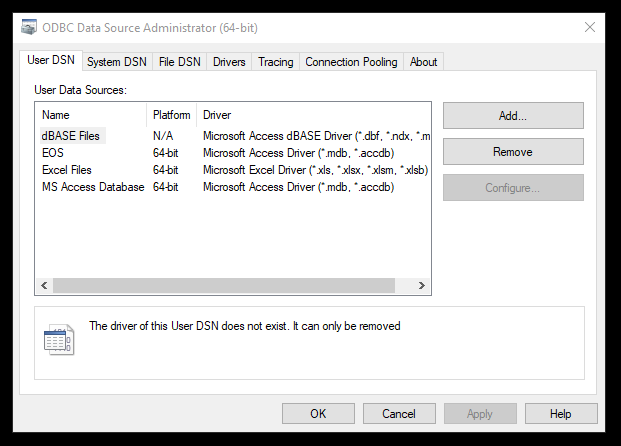 ODBC Data Source Administrator (64-bit)
User DSN System DSN File DSN Drivers Tracing Connection Pooling About
User Data Sources:
Name Platform Driver
dBASE Files N/A Microsoft Access dBASE Driver (*.dbf, *.ndx, *.m
EOS 64-bit Microsoft Access Driver (*.mdb, *.accdb)
Excel Files 64-bit Microsoft Excel Driver (*.xls, *.xlsx, *.xlsm, *.xlsb)
MS Access Database 64-bit Microsoft Access Driver (*.mdb, *.accdb)
Add...
Remove
Configure...
The driver of this User DSN does not exist. It can only be removed
OK Cancel Apply Help